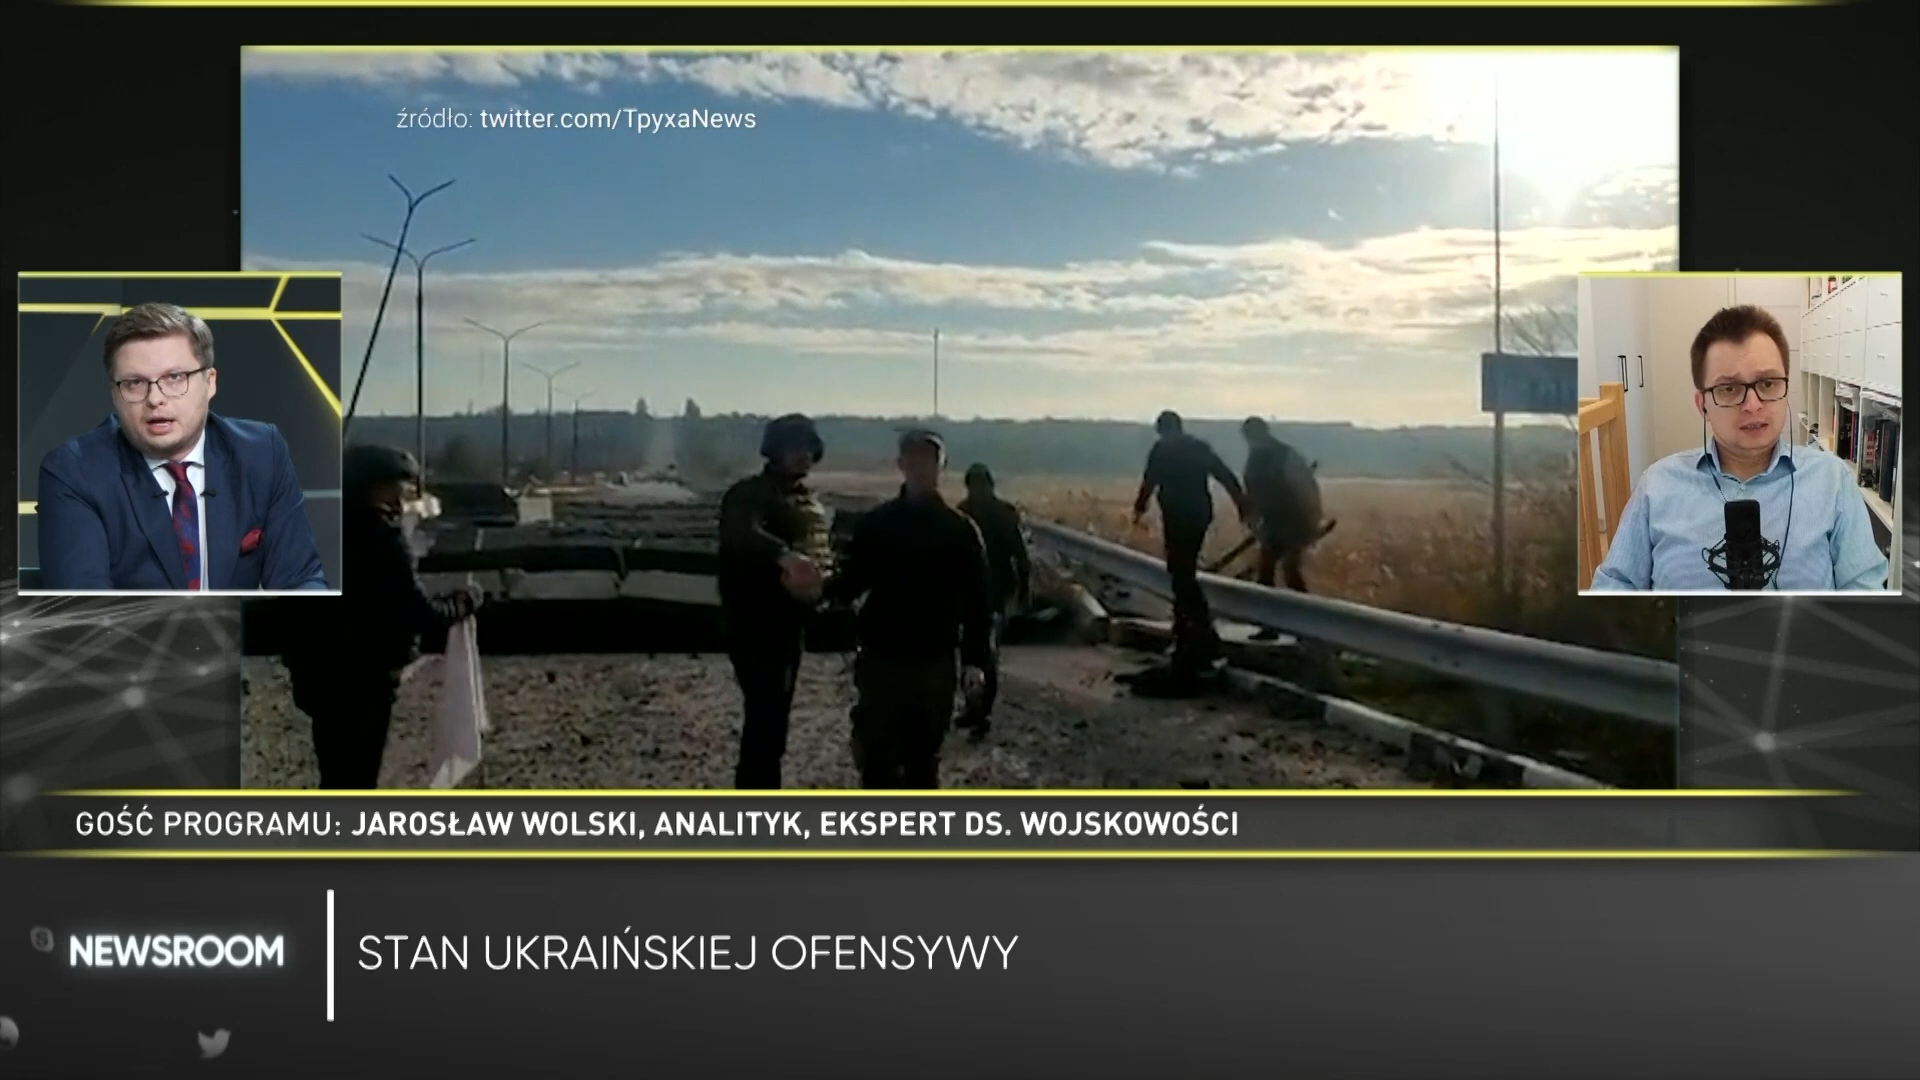 źródło: twitter.com/TpyxaNews
GOŚĆ PROGRAMU: JAROSŁAW WOLSKI, ANALITYK, EKSPERT DS. WOJSKOWOŚCI
NEWSROOM
STAN UKRAIŃSKIEJ OFENSYWY